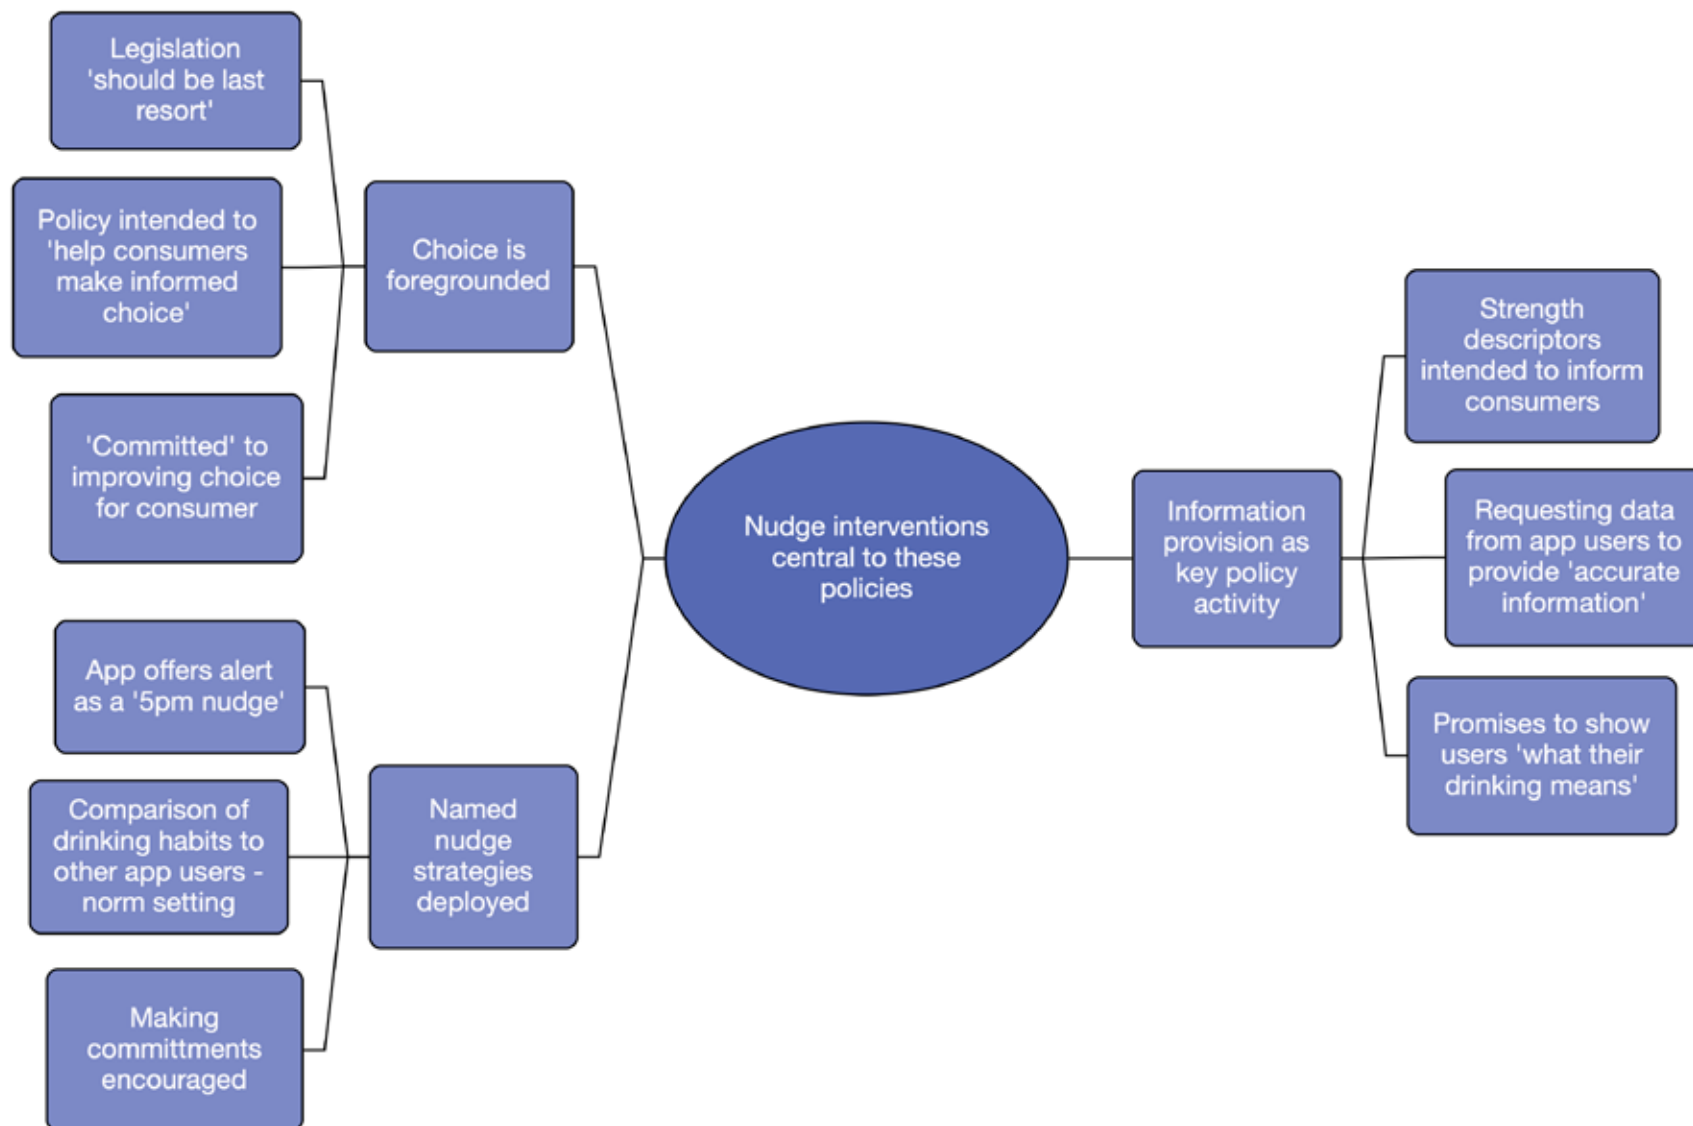 Legislation
'should be last
resort'
Policy intended to
'help consumers
make informed
choice'
'Committed' to
improving choice
for consumer
Choice is
foregrounded
App offers alert
as a '5pm nudge'
Comparison of
drinking habits to
other app users -
norm setting
Making
committments
encouraged
Named
nudge
strategies
deployed
Nudge interventions
central to these
policies
Information
provision as
key policy
activity
Strength
descriptors
intended to inform
consumers
Requesting data
from app users to
provide 'accurate
information'
Promises to show
users 'what their
drinking means'